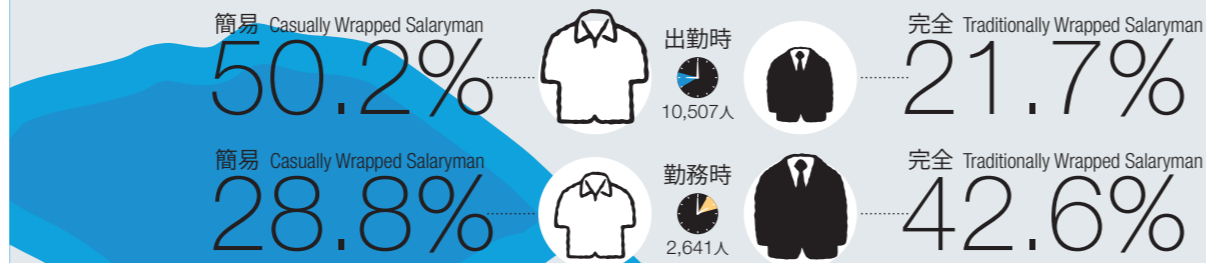 簡易 Casually Wrapped Salaryman
50.2%
出勤時
10,507人
完全 Traditionally Wrapped Salaryman
21.7%
簡易 Casually Wrapped Salaryman
28.8%
勤務時
2,641人
完全 Traditionally Wrapped Salaryman
42.6%